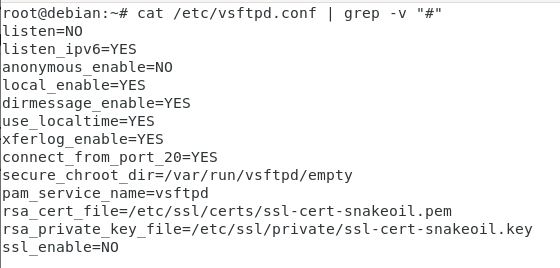 root@debian:~# cat /etc/vsftpd.conf | grep -v "#"
listen=NO
listen_ipv6=YES
anonymous_enable=NO
local_enable=YES
dirmessage_enable=YES
use_localtime=YES
xferlog_enable=YES
connect_from_port_20=YES
secure_chroot_dir=/var/run/vsftpd/empty
pam_service_name=vsftpd
rsa_cert_file=/etc/ssl/certs/ssl-cert-snakeoil.pem
rsa_private_key_file=/etc/ssl/private/ssl-cert-snakeoil.key
ssl_enable=NO